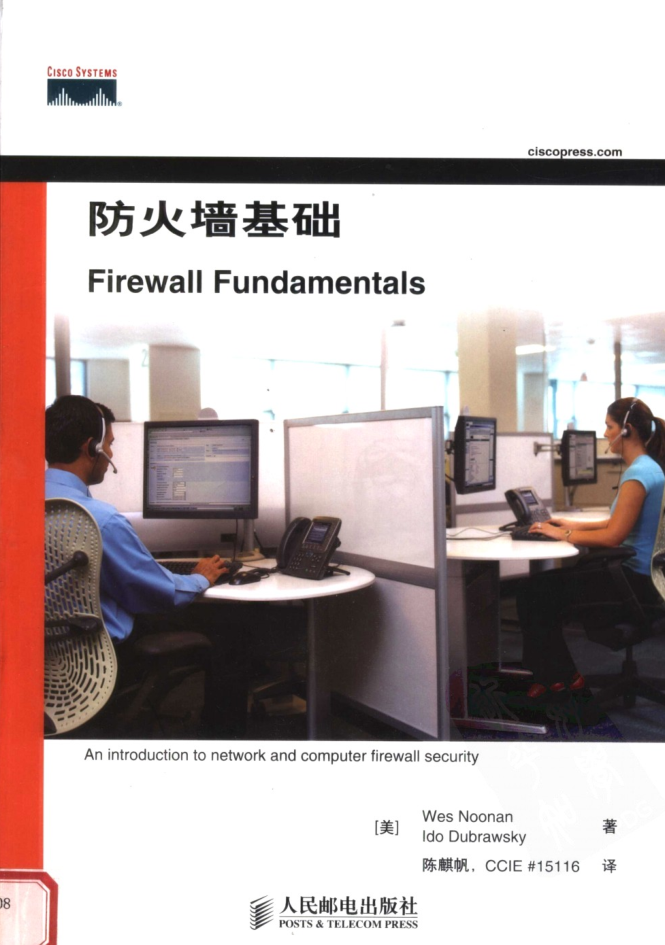 CISCO SYSTEMS
ciscopress.com
防火墙基础
Firewall Fundamentals
An introduction to network and computer firewall security
[美] Wes Noonan
Ido Dubrawsky 著
陈麒帆，CCIE #15116 译
08
人民邮电出版社
POSTS & TELECOM PRESS